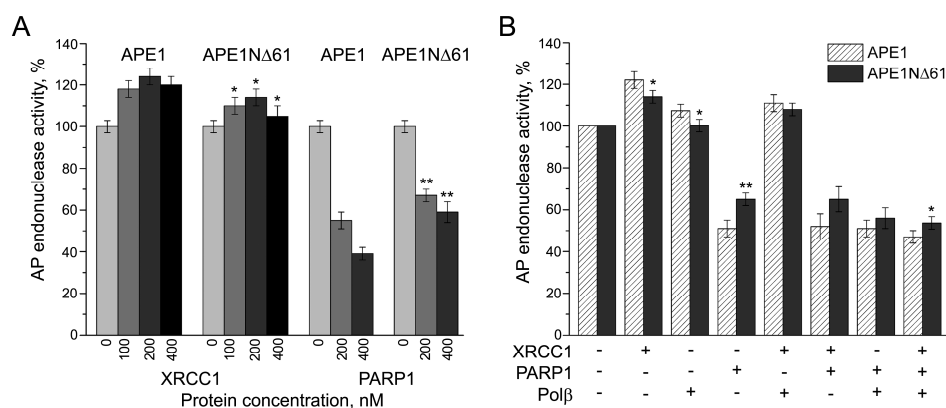 A
AP endonuclease activity, %
140
120
100
80
60
40
20
0
APE1 APE1NΔ61 APE1 APE1NΔ61
* * *
** **
0 100 200 400 0 100 200 400 0 200 400 0 200 400
XRCC1 PARP1
Protein concentration, nM
B
AP endonuclease activity, %
140
120
100
80
60
40
20
0
APE1
APE1NΔ61
* * ** *
XRCC1 - + - - + + - +
PARP1 - - - + - + + +
Polβ - - + - + - + +